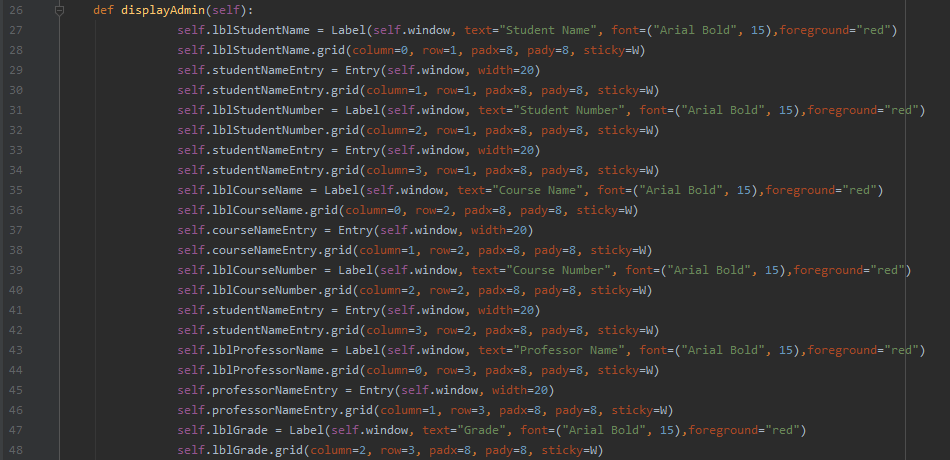 26 def displayAdmin(self):
27 self.lblStudentName = Label(self.window, text="Student Name", font=("Arial Bold", 15),foreground="red")
28 self.lblStudentName.grid(column=0, row=1, padx=8, pady=8, sticky=W)
29 self.studentNameEntry = Entry(self.window, width=20)
30 self.studentNameEntry.grid(column=1, row=1, padx=8, pady=8, sticky=W)
31 self.lblStudentNumber = Label(self.window, text="Student Number", font=("Arial Bold", 15),foreground="red")
32 self.lblStudentNumber.grid(column=2, row=1, padx=8, pady=8, sticky=W)
33 self.studentNameEntry = Entry(self.window, width=20)
34 self.studentNameEntry.grid(column=3, row=1, padx=8, pady=8, sticky=W)
35 self.lblCourseName = Label(self.window, text="Course Name", font=("Arial Bold", 15),foreground="red")
36 self.lblCourseName.grid(column=0, row=2, padx=8, pady=8, sticky=W)
37 self.courseNameEntry = Entry(self.window, width=20)
38 self.courseNameEntry.grid(column=1, row=2, padx=8, pady=8, sticky=W)
39 self.lblCourseNumber = Label(self.window, text="Course Number", font=("Arial Bold", 15),foreground="red")
40 self.lblCourseNumber.grid(column=2, row=2, padx=8, pady=8, sticky=W)
41 self.studentNameEntry = Entry(self.window, width=20)
42 self.studentNameEntry.grid(column=3, row=2, padx=8, pady=8, sticky=W)
43 self.lblProfessorName = Label(self.window, text="Professor Name", font=("Arial Bold", 15),foreground="red")
44 self.lblProfessorName.grid(column=0, row=3, padx=8, pady=8, sticky=W)
45 self.professorNameEntry = Entry(self.window, width=20)
46 self.professorNameEntry.grid(column=1, row=3, padx=8, pady=8, sticky=W)
47 self.lblGrade = Label(self.window, text="Grade", font=("Arial Bold", 15),foreground="red")
48 self.lblGrade.grid(column=2, row=3, padx=8, pady=8, sticky=W)